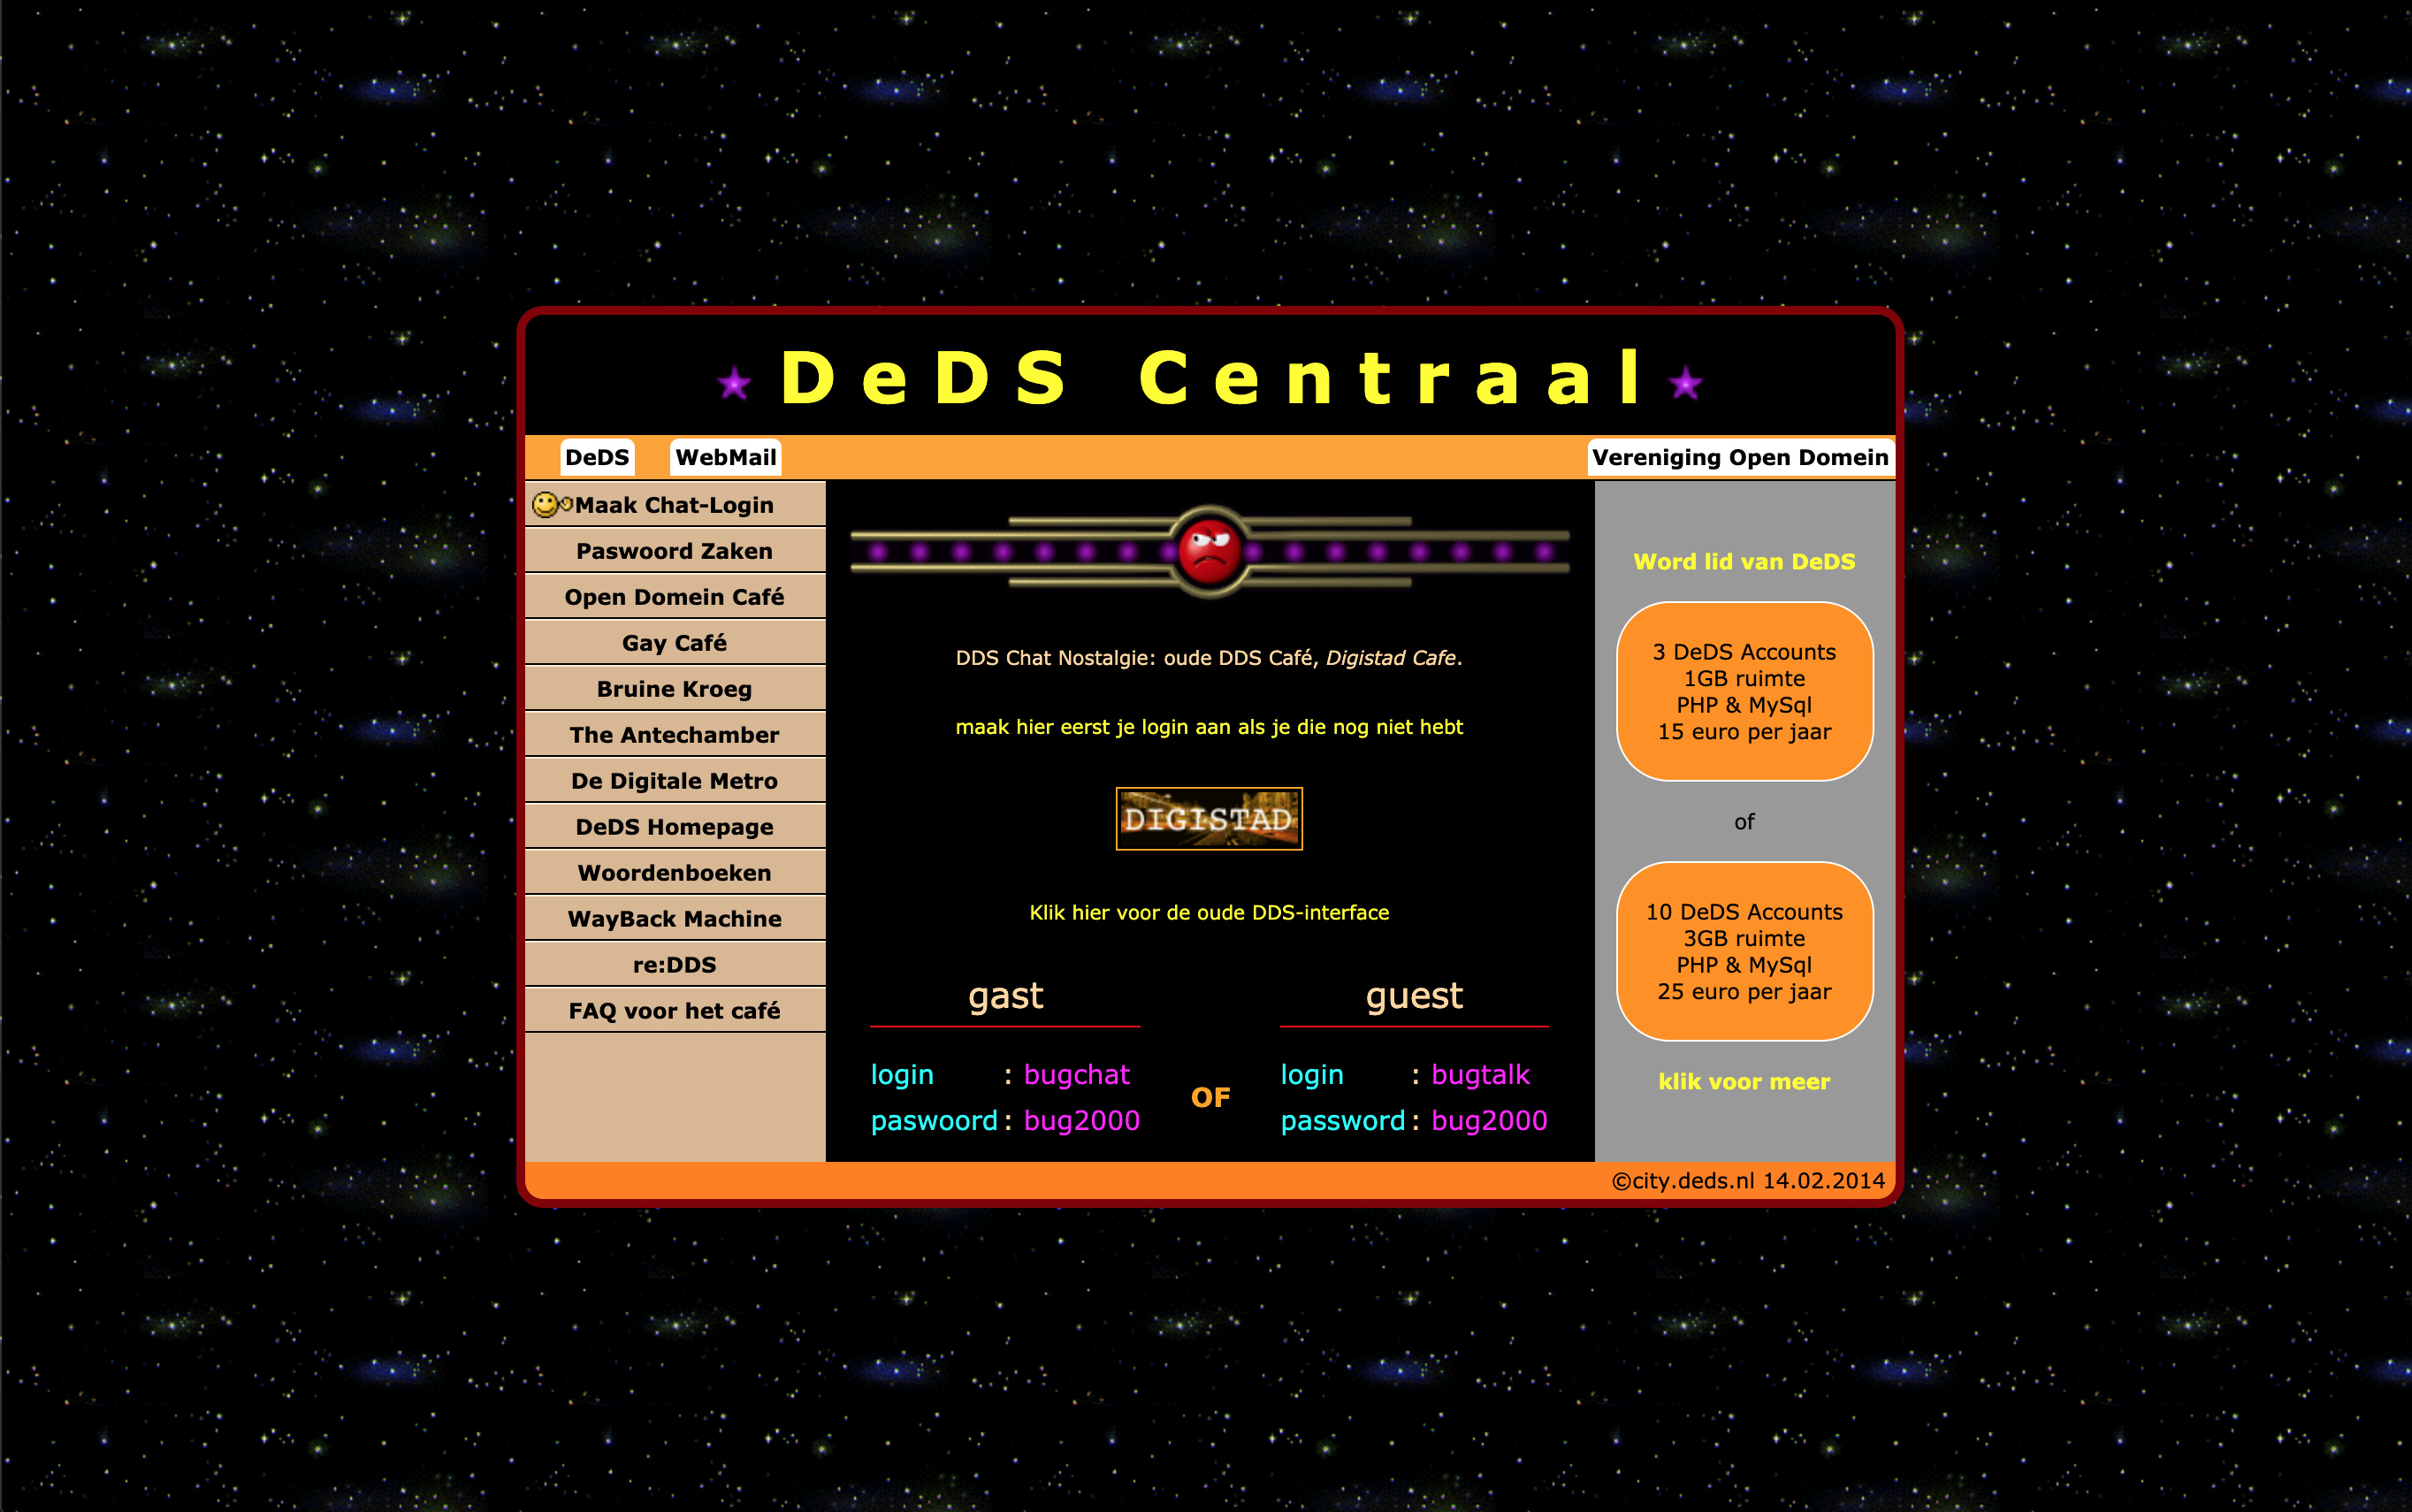 DeDS Centraal
DeDS WebMail Vereniging Open Domein
Maak Chat-Login
Paswoord Zaken
Open Domein Café
Gay Café
Bruine Kroeg
The Antechamber
De Digitale Metro
DeDS Homepage
Woordenboeken
WayBack Machine
re:DDS
FAQ voor het café
DDS Chat Nostalgie: oude DDS Café, Digistad Cafe.
maak hier eerst je login aan als je die nog niet hebt
DIGISTAD
Klik hier voor de oude DDS-interface
gast
login : bugchat
paswoord : bug2000
OF
guest
login : bugtalk
password : bug2000
Word lid van DeDS
3 DeDS Accounts
1GB ruimte
PHP & MySql
15 euro per jaar
of
10 DeDS Accounts
3GB ruimte
PHP & MySql
25 euro per jaar
klik voor meer
©city.deds.nl 14.02.2014